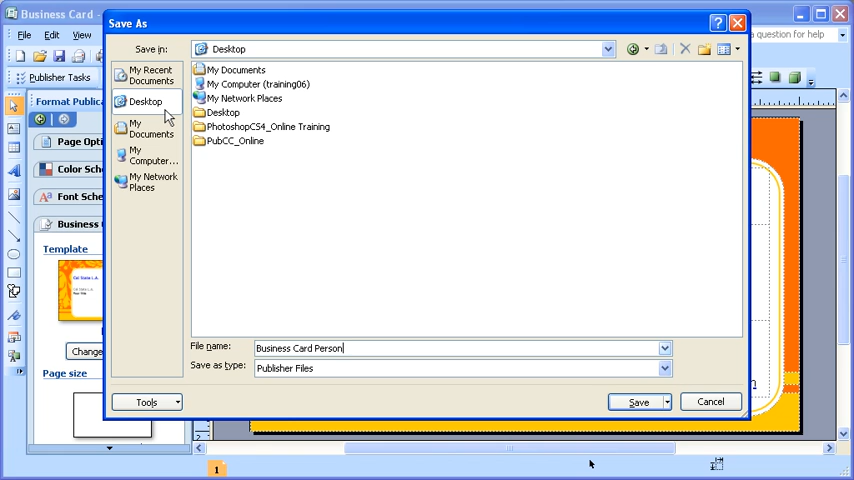 Business Card -
Save As
File
Edit
View
a question for help
Save in:
Desktop
Publisher Tasks
Format Publica
Page Opti
Color Sche
Font Sche
Business C
Template
Change
Page size
My Recent
Documents
Desktop
My
Documents
My
Computer...
My Network
Places
My Documents
My Computer (training06)
My Network Places
Desktop
PhotoshopCS4_Online Training
PubCC_Online
File name:
Business Card Person
Save as type:
Publisher Files
Tools
Save
Cancel
1